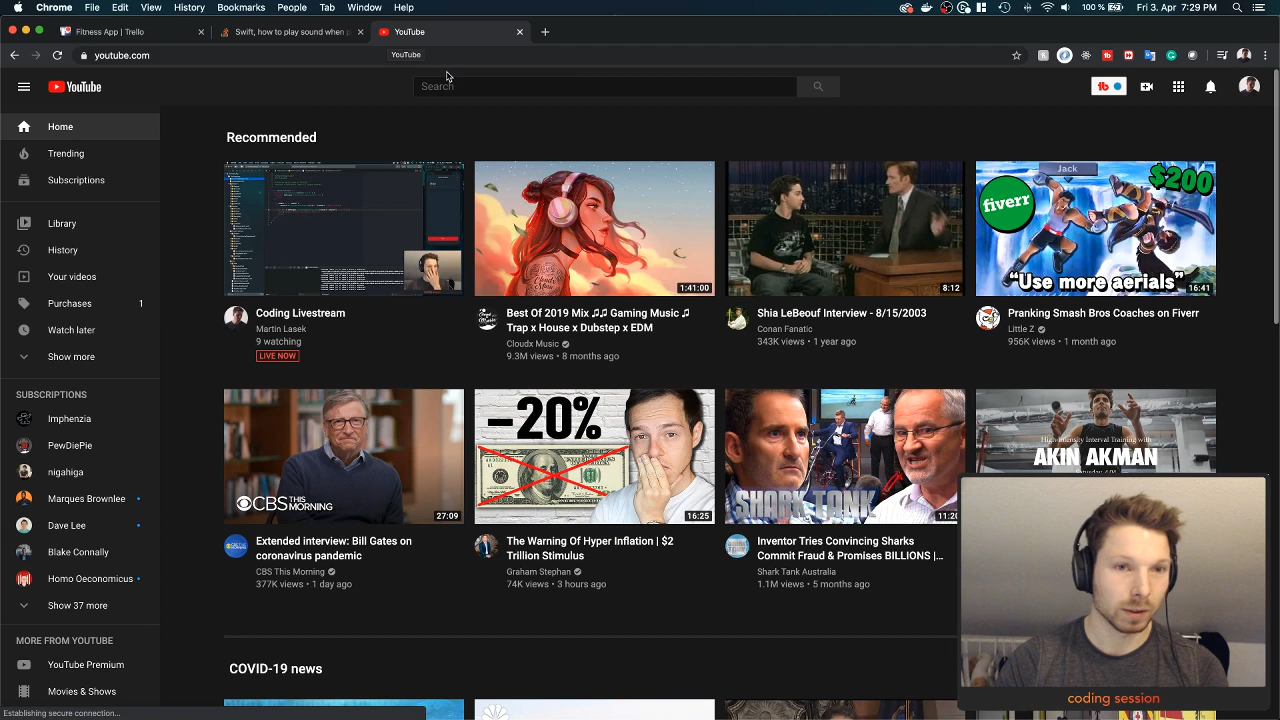 Chrome File Edit View History Bookmarks People Tab Window Help
100 % Fri 3. Apr 7:29 PM
Fitness App | Trello
Swift, how to play sound when p
YouTube
youtube.com
YouTube
YouTube
Search
Home
Trending
Subscriptions
Library
History
Your videos
Purchases 1
Watch later
Show more
SUBSCRIPTIONS
Imphenzia
PewDiePie
nigahiga
Marques Brownlee
Dave Lee
Blake Connally
Homo Oeconomicus
Show 37 more
MORE FROM YOUTUBE
YouTube Premium
Movies & Shows
Establishing secure connection...
Recommended
Coding Livestream
Martin Lasek
9 watching
LIVE NOW
1:41:00
Best Of 2019 Mix ♫♫ Gaming Music ♫
Trap x House x Dubstep x EDM
Cloudx Music
9.3M views • 8 months ago
8:12
Shia LeBeouf Interview - 8/15/2003
Conan Fanatic
343K views • 1 year ago
Jack
$200
fiverr
"Use more aerials"
16:41
Pranking Smash Bros Coaches on Fiverr
Little Z
956K views • 1 month ago
CBS THIS MORNING
27:09
Extended interview: Bill Gates on
coronavirus pandemic
CBS This Morning
377K views • 1 day ago
-20%
16:25
The Warning Of Hyper Inflation | $2
Trillion Stimulus
Graham Stephan
74K views • 3 hours ago
SHARK TANK
11:20
Inventor Tries Convincing Sharks
Commit Fraud & Promises BILLIONS |...
Shark Tank Australia
1.1M views • 5 months ago
High-Intensity Interval Training with
AKIN AKMAN
COVID-19 news
coding session